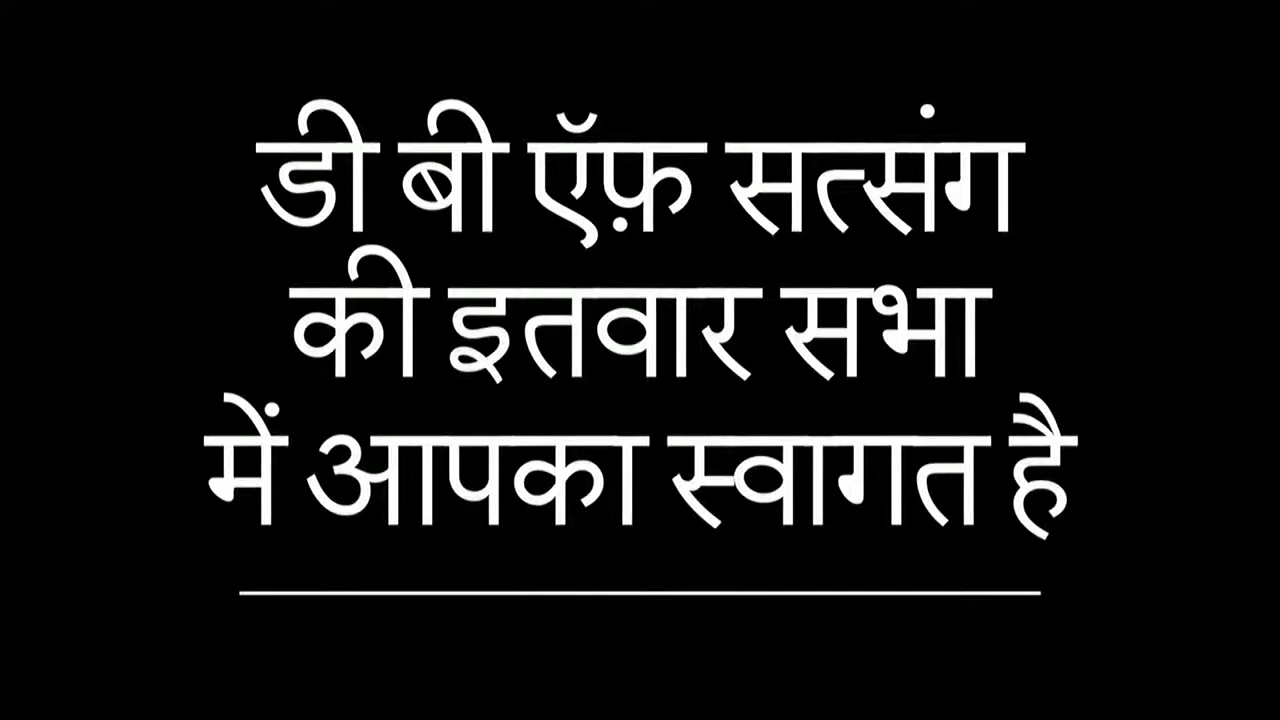 डी बी ऍफ़ सत्संग
की इतवार सभा
में आपका स्वागत है